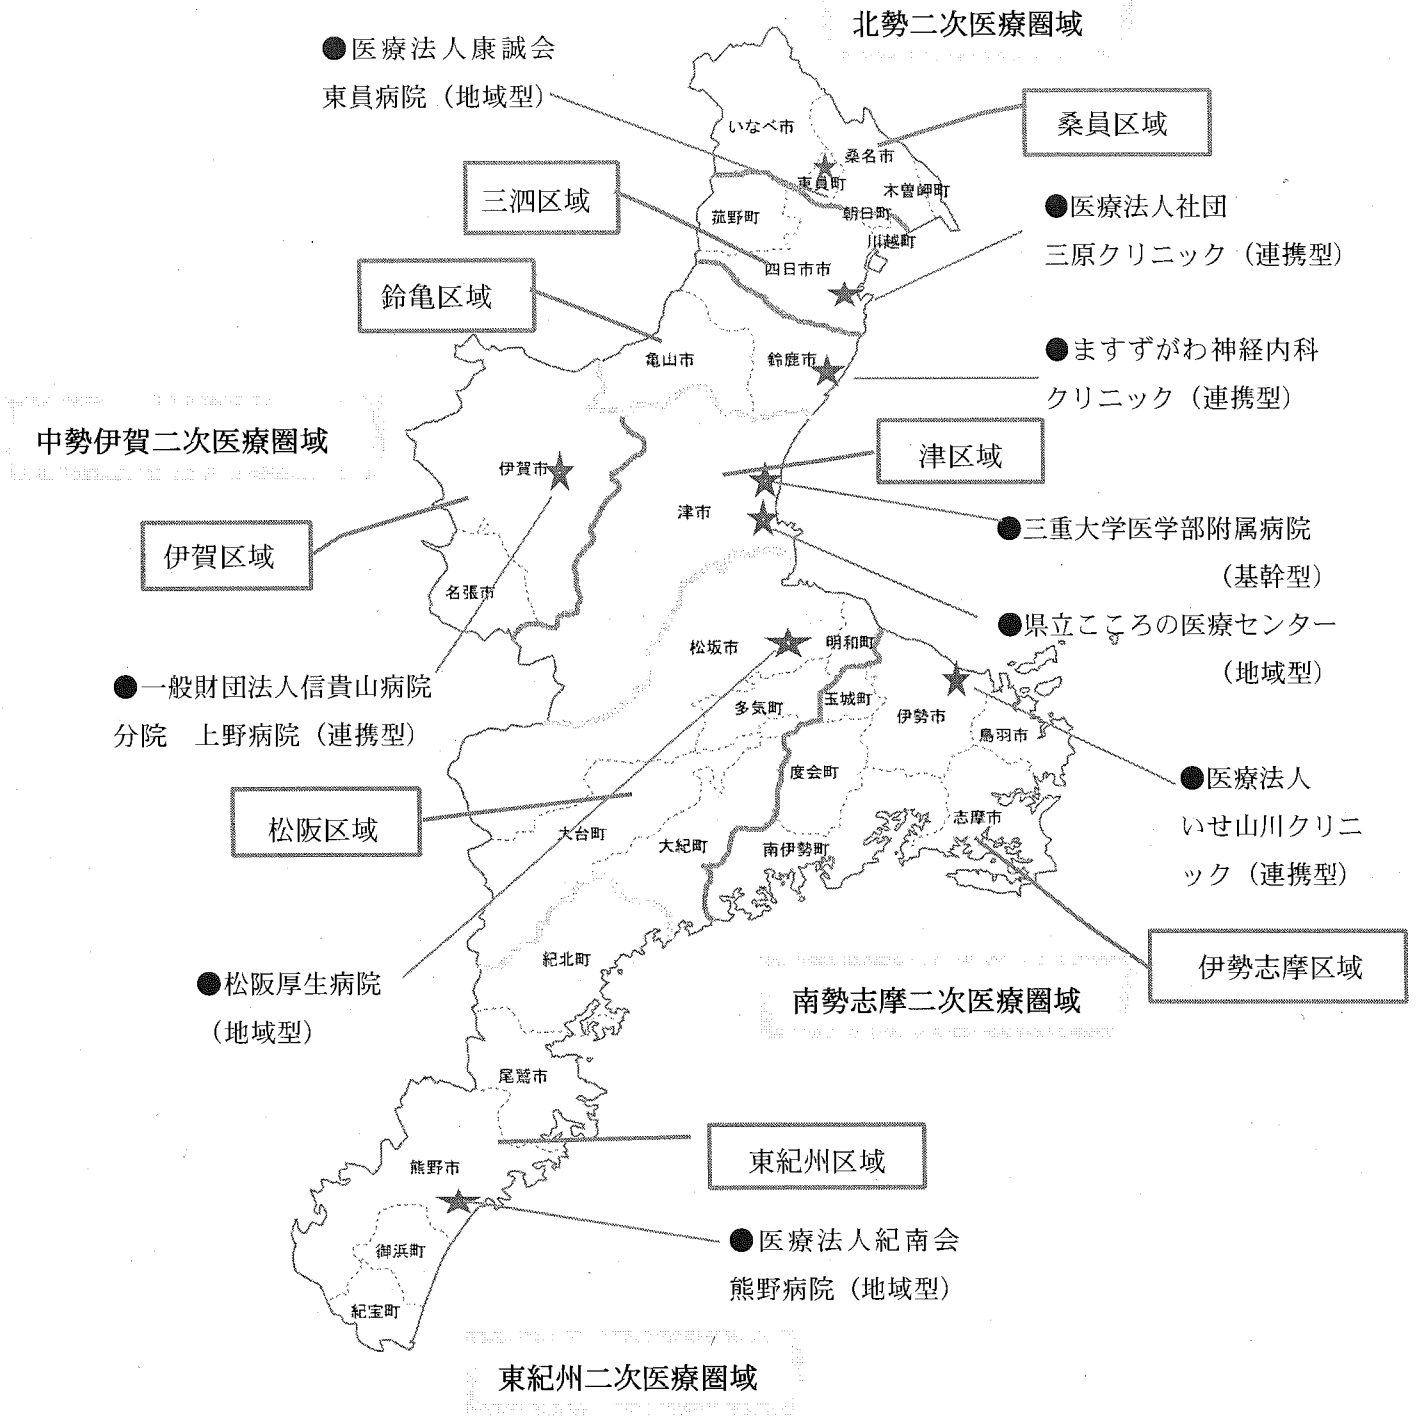 北勢二次医療圏域
●医療法人康誠会
東員病院（地域型）
いなべ市
桑員区域
桑名市
三泗区域
東員町
木曽岬町
●医療法人社団
三原クリニック（連携型）
菰野町
朝日町
川越町
四日市市
鈴亀区域
●ますずがわ神経内科
クリニック（連携型）
亀山市
鈴鹿市
中勢伊賀二次医療圏域
津区域
伊賀市
津市
●三重大学医学部附属病院
（基幹型）
伊賀区域
名張市
●県立こころの医療センター
（地域型）
松坂市
明和町
●一般財団法人信貴山病院
分院　上野病院（連携型）
多気町
玉城町
伊勢市
鳥羽市
度会町
●医療法人
いせ山川クリニ
ック（連携型）
松阪区域
大台町
大紀町
南伊勢町
志摩市
伊勢志摩区域
紀北町
●松阪厚生病院
（地域型）
南勢志摩二次医療圏域
尾鷲市
東紀州区域
熊野市
●医療法人紀南会
熊野病院（地域型）
御浜町
紀宝町
東紀州二次医療圏域